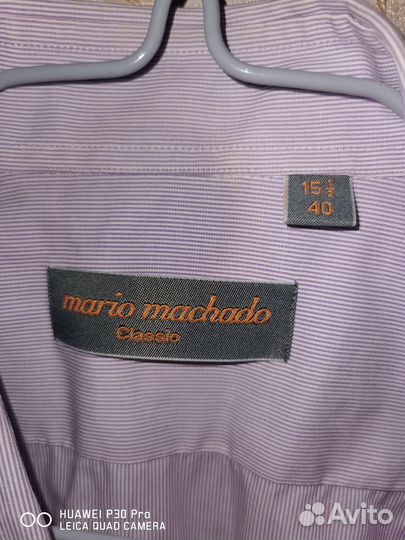 15 ½
40
mario machado
Classic
HUAWEI P30 Pro
LEICA QUAD CAMERA
Avito